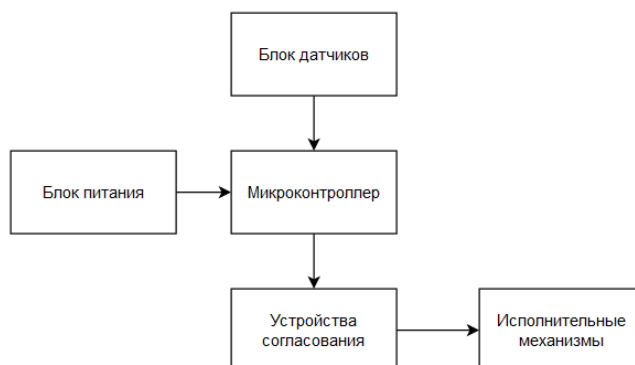 Блок датчиков
Блок питания
Микроконтроллер
Устройства
согласования
Исполнительные
механизмы